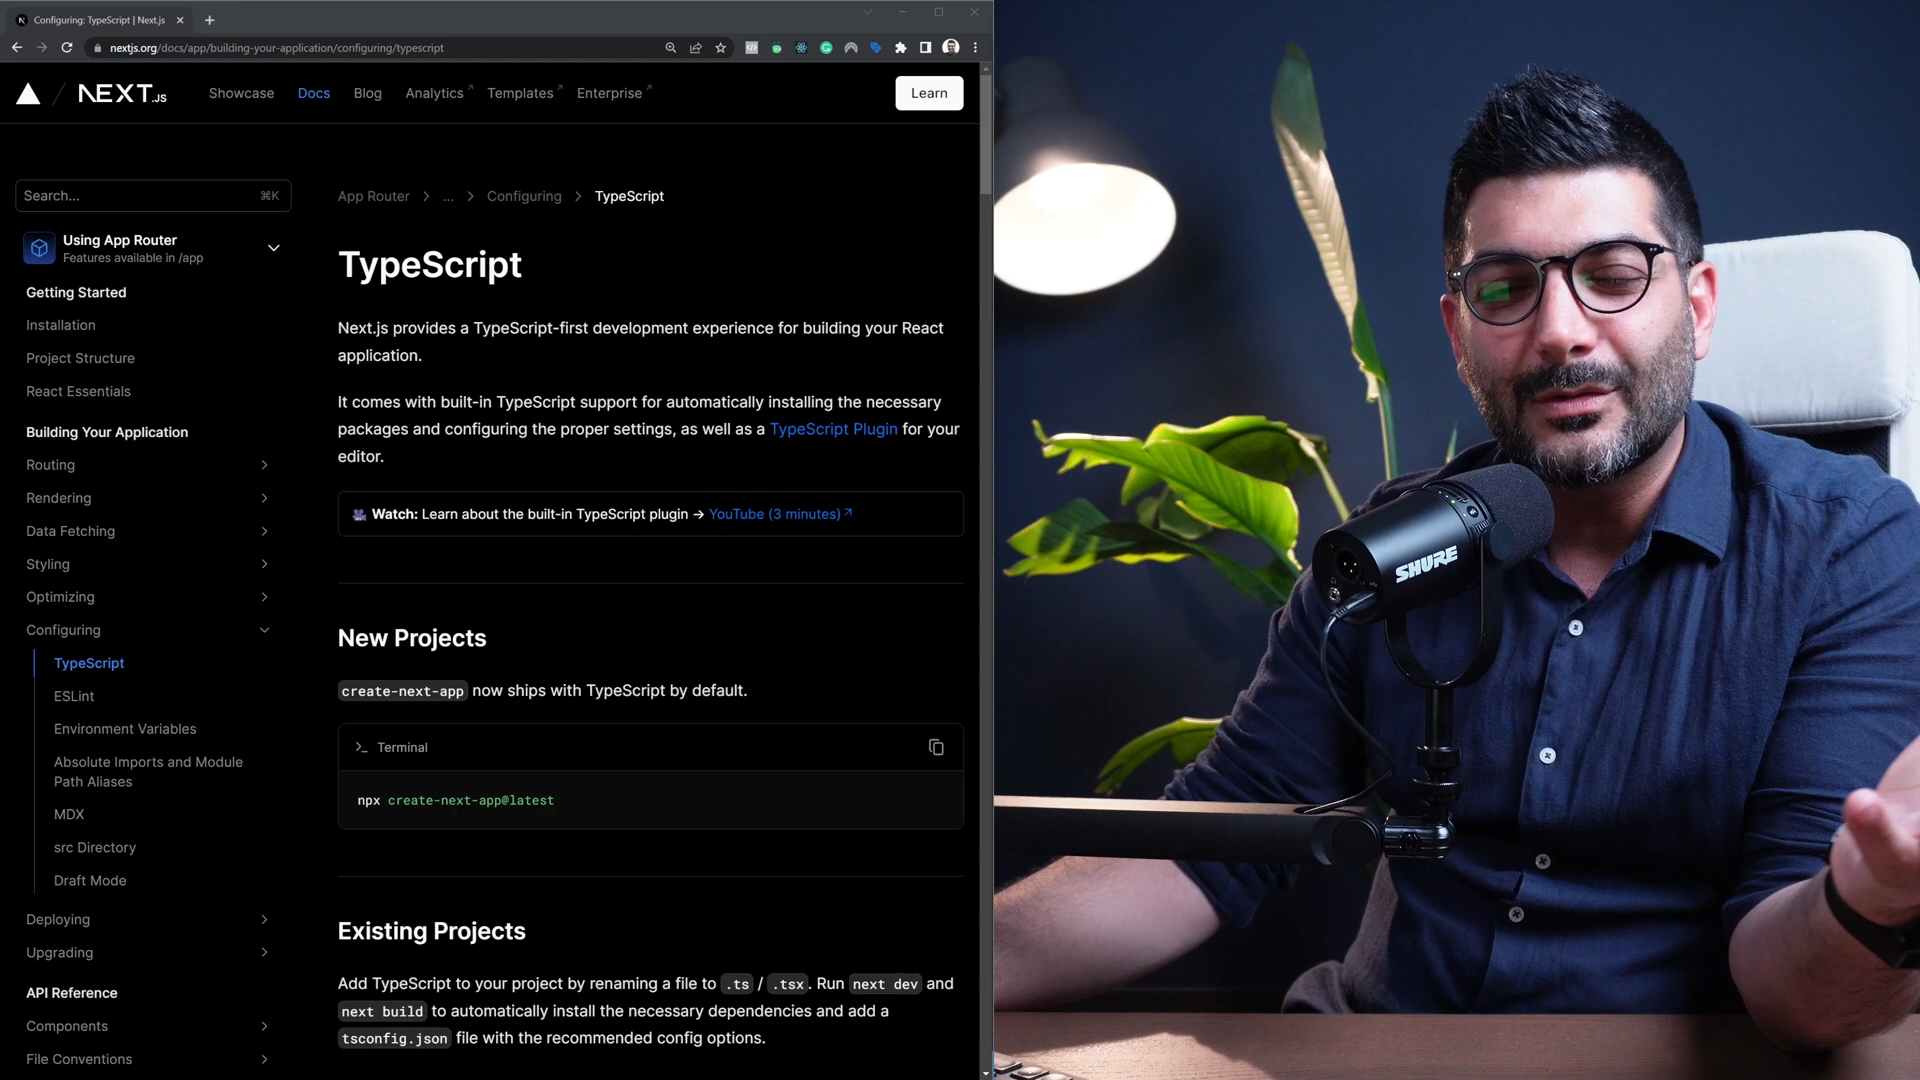 Configuring: TypeScript | Next.js
nextjs.org/docs/app/building-your-application/configuring/typescript
NEXT.JS
Showcase
Docs
Blog
Analytics
Templates
Enterprise
Learn
Search...
⌘K
Using App Router
Features available in /app
Getting Started
Installation
Project Structure
React Essentials
Building Your Application
Routing
Rendering
Data Fetching
Styling
Optimizing
Configuring
TypeScript
ESLint
Environment Variables
Absolute Imports and Module
Path Aliases
MDX
src Directory
Draft Mode
Deploying
Upgrading
API Reference
Components
File Conventions
App Router > ... > Configuring > TypeScript
TypeScript
Next.js provides a TypeScript-first development experience for building your React
application.
It comes with built-in TypeScript support for automatically installing the necessary
packages and configuring the proper settings, as well as a TypeScript Plugin for your
editor.
Watch: Learn about the built-in TypeScript plugin → YouTube (3 minutes)
New Projects
create-next-app now ships with TypeScript by default.
>_ Terminal
npx create-next-app@latest
Existing Projects
Add TypeScript to your project by renaming a file to .ts / .tsx. Run next dev and
next build to automatically install the necessary dependencies and add a
tsconfig.json file with the recommended config options.
SHURE